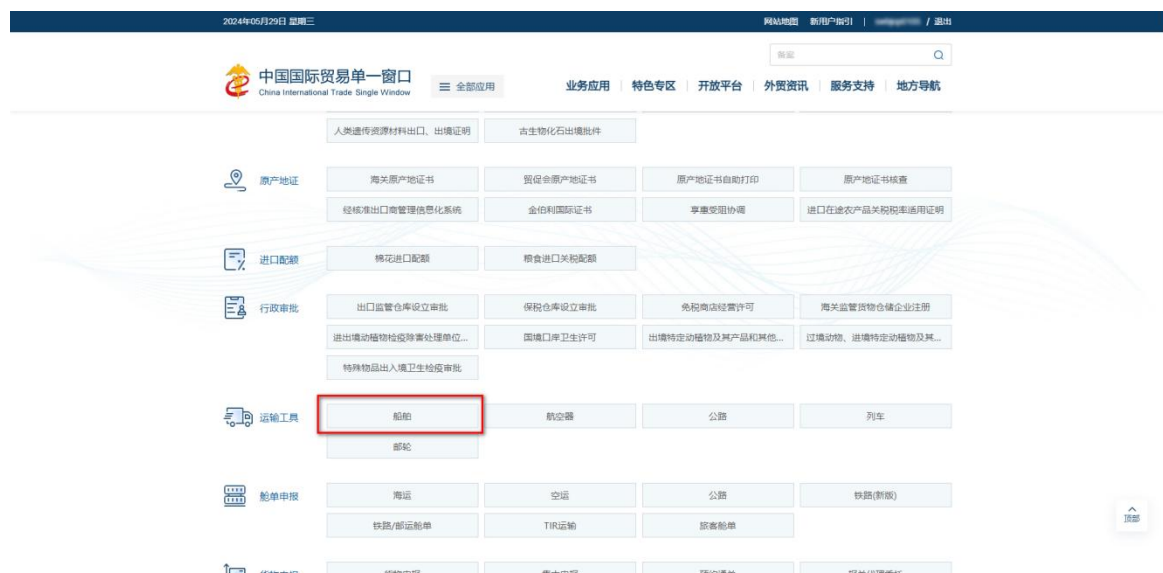 2024年05月29日 星期三
网站地图 新用户指引 | / 退出
中国国际贸易单一窗口
China International Trade Single Window
全部应用
业务应用 特色专区 开放平台 外贸资讯 服务支持 地方导航
人类遗传资源材料出口、出境证明 古生物化石出境批件
原产地证 海关原产地证书 贸促会原产地证书 原产地证书自助打印 原产地证书核查
经核准出口商管理信息化系统 金伯利国际证书 享惠受阻协调 进口在途农产品关税税率适用证明
进口配额 棉花进口配额 粮食进口关税配额
行政审批 出口监管仓库设立审批 保税仓库设立审批 免税商店经营许可 海关监管货物仓储企业注册
进出境动植物检疫除害处理单位... 国境口岸卫生许可 出境特定动植物及其产品和其他... 过境动物、进境特定动植物及其...
特殊物品出入境卫生检疫审批
运输工具 船舶 航空器 公路 列车
邮轮
舱单申报 海运 空运 公路 铁路(新版)
铁路/邮运舱单 TIR运输 旅客舱单
顶部